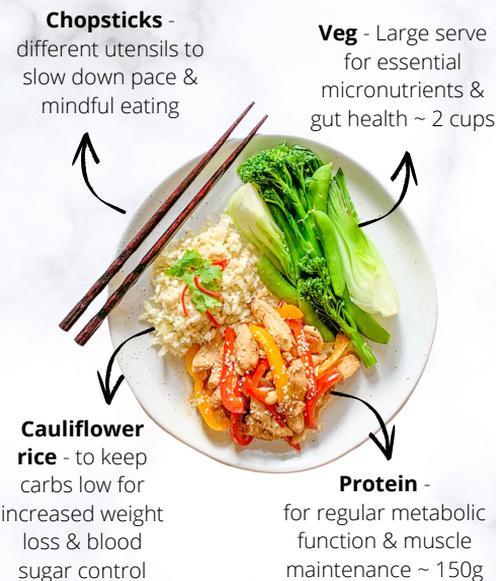 Chopsticks -
different utensils to
slow down pace &
mindful eating
Veg - Large serve
for essential
micronutrients &
gut health ~ 2 cups
Cauliflower
rice - to keep
carbs low for
increased weight
loss & blood
sugar control
Protein -
for regular metabolic
function & muscle
maintenance ~ 150g